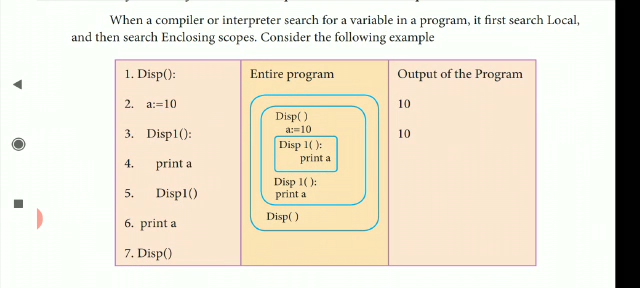 When a compiler or interpreter search for a variable in a program, it first search Local,
and then search Enclosing scopes. Consider the following example
1. Disp():
2. a:=10
3. Disp1():
4. print a
5. Disp1()
6. print a
7. Disp()
Entire program
Disp( )
a:=10
Disp 1( ):
print a
Disp 1( ):
print a
Disp( )
Output of the Program
10
10